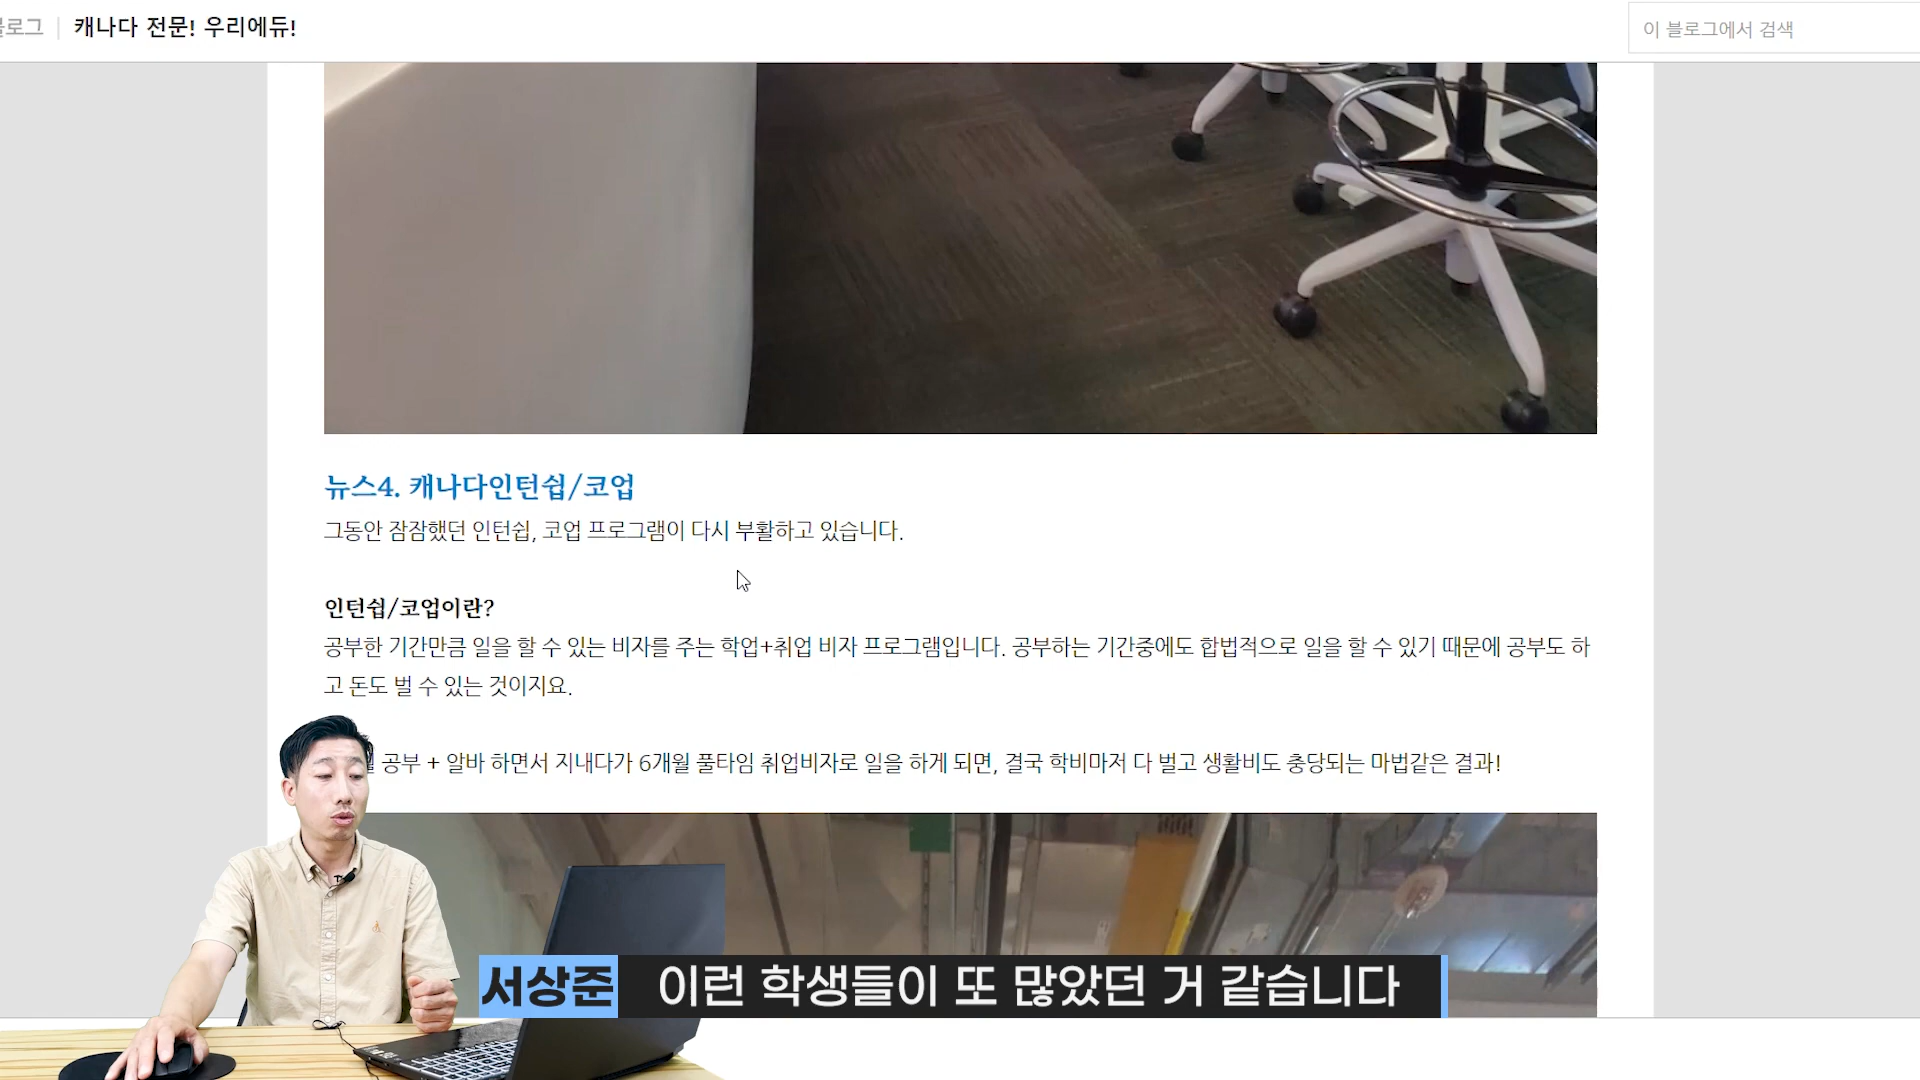 블로그 | 캐나다 전문! 우리에듀!
이 블로그에서 검색
뉴스4. 캐나다인턴쉽/코업
그동안 잠잠했던 인턴쉽, 코업 프로그램이 다시 부활하고 있습니다.
인턴쉽/코업이란?
공부한 기간만큼 일을 할 수 있는 비자를 주는 학업+취업 비자 프로그램입니다. 공부하는 기간중에도 합법적으로 일을 할 수 있기 때문에 공부도 하
고 돈도 벌 수 있는 것이지요.
공부 + 알바 하면서 지내다가 6개월 풀타임 취업비자로 일을 하게 되면, 결국 학비마저 다 벌고 생활비도 충당되는 마법같은 결과!
서상준 이런 학생들이 또 많았던 거 같습니다